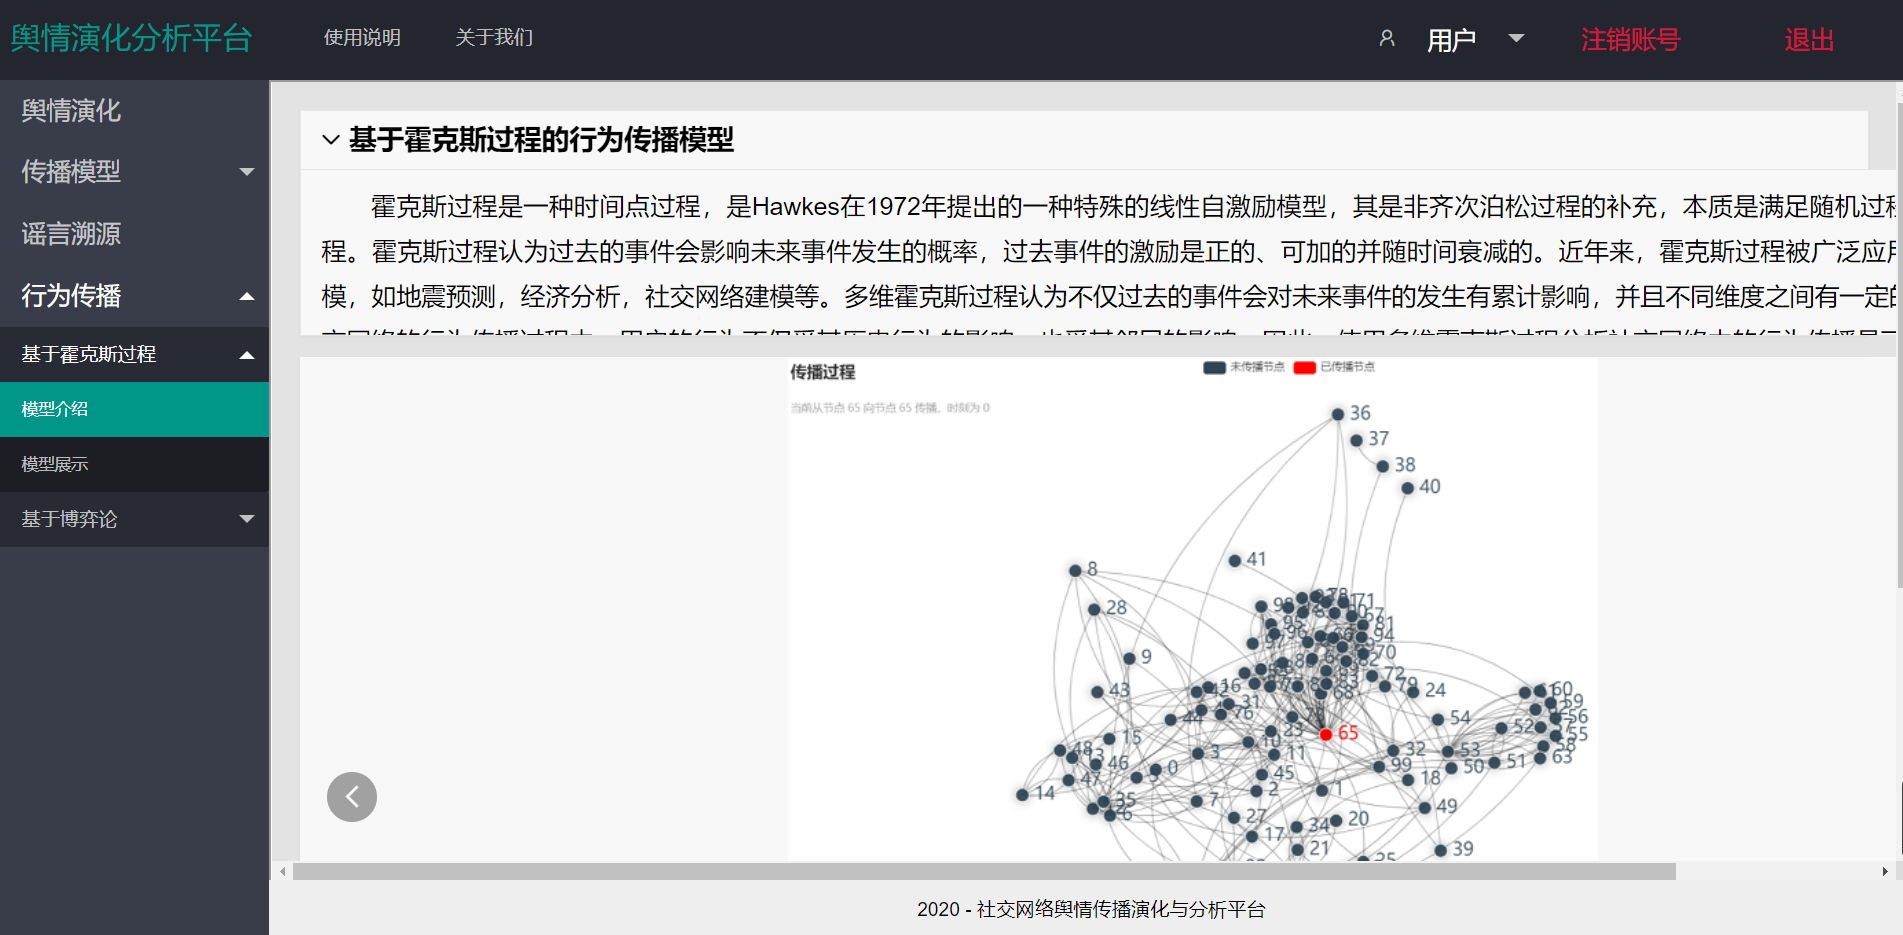 舆情演化分析平台
使用说明
关于我们
用户
注销账号
退出
舆情演化
传播模型
谣言溯源
行为传播
基于霍克斯过程
模型介绍
模型展示
基于博弈论
基于霍克斯过程的行为传播模型
霍克斯过程是一种时间点过程，是Hawkes在1972年提出的一种特殊的线性自激励模型，其是非齐次泊松过程的补充，本质是满足随机过程
程。霍克斯过程认为过去的事件会影响未来事件发生的概率，过去事件的激励是正的、可加的并随时间衰减的。近年来，霍克斯过程被广泛应用
模，如地震预测，经济分析，社交网络建模等。多维霍克斯过程认为不仅过去的事件会对未来事件的发生有累计影响，并且不同维度之间有一定的
传播过程
未传播节点
已传播节点
当前从节点 65 向节点 65 传播，时刻为 0
36
37
38
40
41
8
28
9
43
71
81
94
70
72
79
24
16
31
76
44
68
83
65
60
59
56
55
58
63
54
52
53
51
50
32
99
18
49
23
10
11
3
15
48
46
47
0
14
35
6
45
2
1
7
27
17
34
20
21
39
2020 - 社交网络舆情传播演化与分析平台